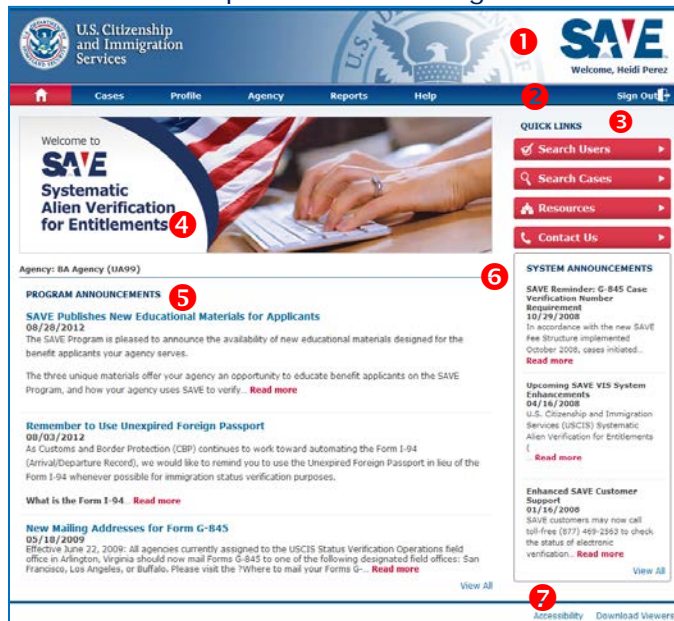 U.S. Citizenship
and Immigration
Services
1
SAVE
Welcome, Heidi Perez
Cases Profile Agency Reports Help 2 Sign Out
QUICK LINKS 3
Search Users
Search Cases
Resources
Contact Us
Welcome to
SAVE
Systematic
Alien Verification
for Entitlements 4
Agency: BA Agency (UA99)
PROGRAM ANNOUNCEMENTS 5
SAVE Publishes New Educational Materials for Applicants
08/28/2012
The SAVE Program is pleased to announce the availability of new educational materials designed for the
benefit applicants your agency serves.
The three unique materials offer your agency an opportunity to educate benefit applicants on the SAVE
Program, and how your agency uses SAVE to verify... Read more
Remember to Use Unexpired Foreign Passport
08/03/2012
As Customs and Border Protection (CBP) continues to work toward automating the Form I-94
(Arrival/Departure Record), we would like to remind you to use the Unexpired Foreign Passport in lieu of the
Form I-94 whenever possible for immigration status verification purposes.
What is the Form I-94... Read more
New Mailing Addresses for Form G-845
05/18/2009
Effective June 22, 2009: All agencies currently assigned to the USCIS Status Verification Operations field
office in Arlington, Virginia should now mail Forms G-845 to one of the following designated field offices: San
Francisco, Los Angeles, or Buffalo. Please visit the ?Where to mail your Forms G-... Read more
View All
6
SYSTEM ANNOUNCEMENTS
SAVE Reminder: G-845 Case
Verification Number
Requirement
10/29/2008
In accordance with the new SAVE
Fee Structure implemented
October 2008, cases initiated...
Read more
Upcoming SAVE VIS System
Enhancements
04/16/2008
U.S. Citizenship and Immigration
Services (USCIS) Systematic
Alien Verification for Entitlements
(
... Read more
Enhanced SAVE Customer
Support
01/16/2008
SAVE customers may now call
toll-free (877) 469-2563 to check
the status of electronic
verification... Read more
View All
7
Accessibility Download Viewers